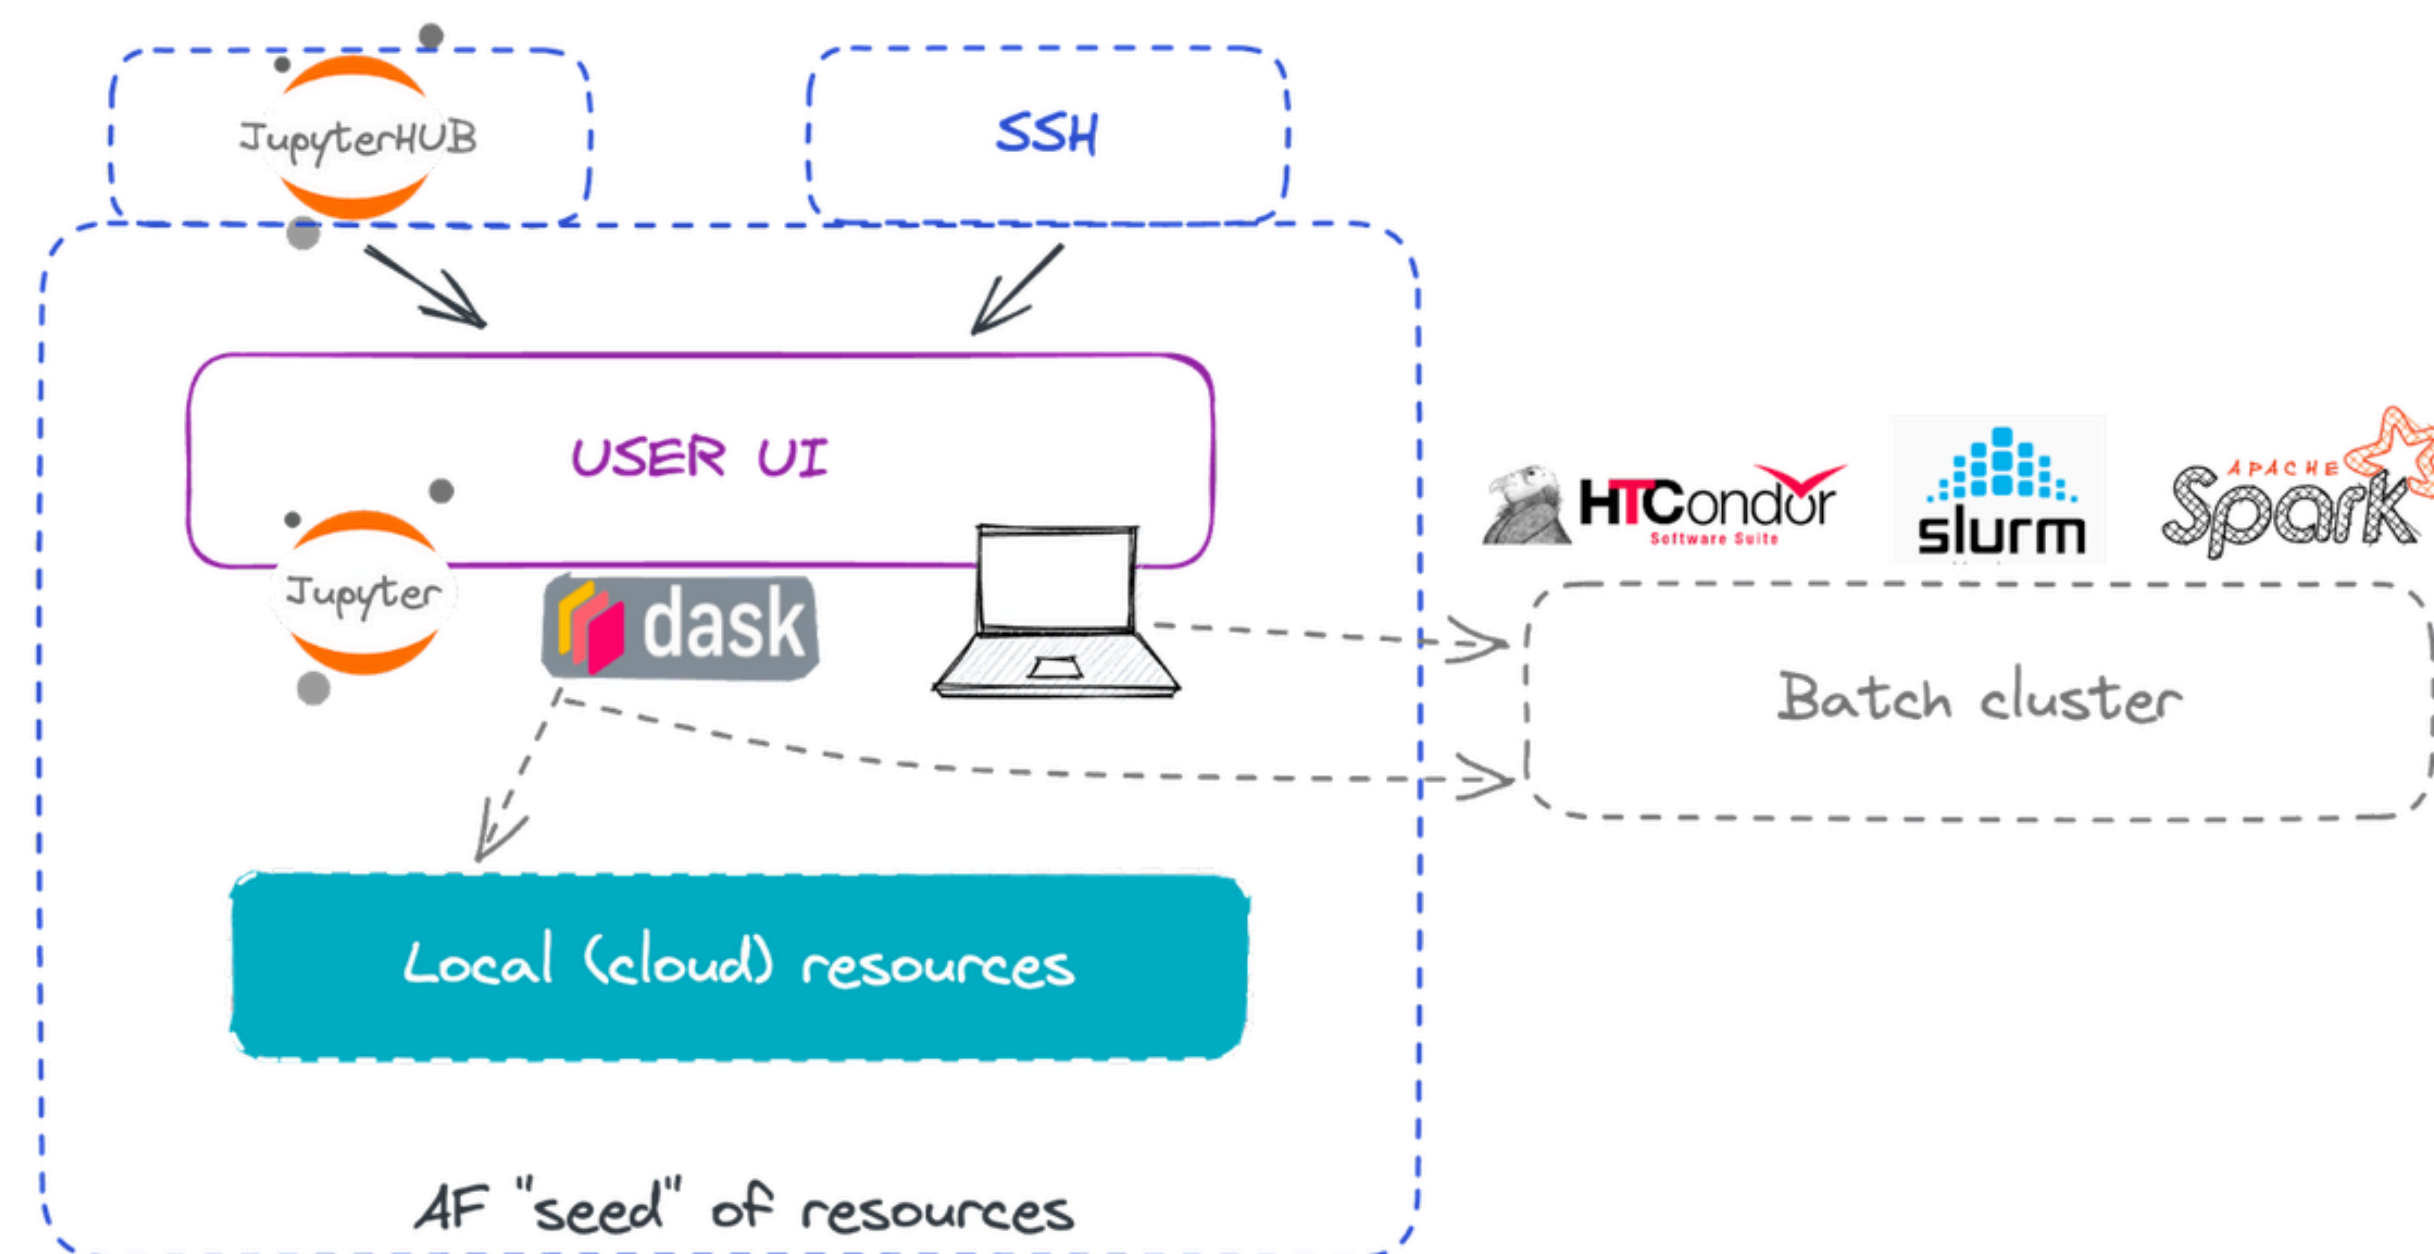 JupyterHUB
SSH
USER UI
Jupyter
dask
HTCondor
Software Suite
slurm
APACHE
Spark
Batch cluster
Local (cloud) resources
AF "seed" of resources